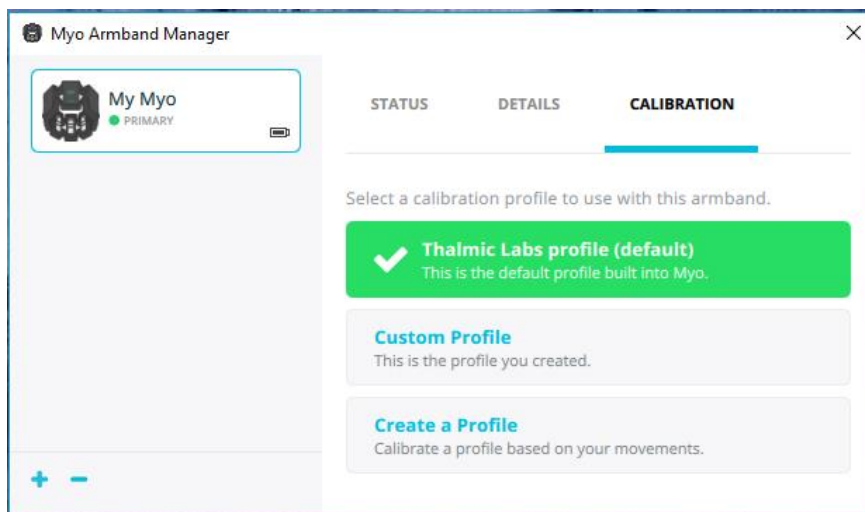 Myo Armband Manager
My Myo
PRIMARY
STATUS DETAILS CALIBRATION
Select a calibration profile to use with this armband.
Thalmic Labs profile (default)
This is the default profile built into Myo.
Custom Profile
This is the profile you created.
Create a Profile
Calibrate a profile based on your movements.